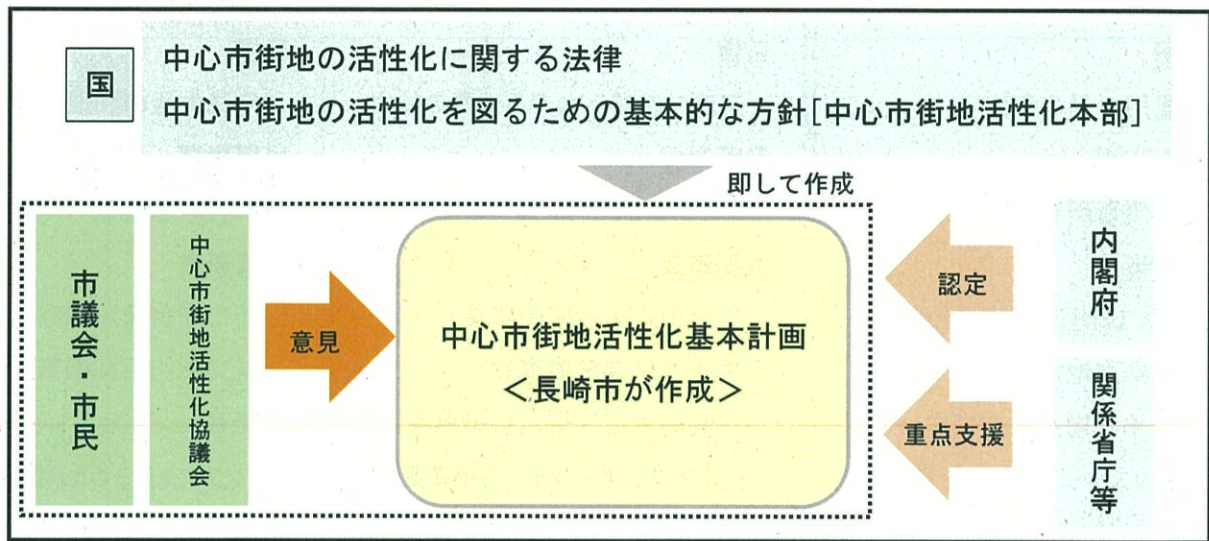 国
中心市街地の活性化に関する法律
中心市街地の活性化を図るための基本的な方針[中心市街地活性化本部]
即して作成
市議会・市民
中心市街地活性化協議会
意見
中心市街地活性化基本計画
＜長崎市が作成＞
認定
内閣府
重点支援
関係省庁等